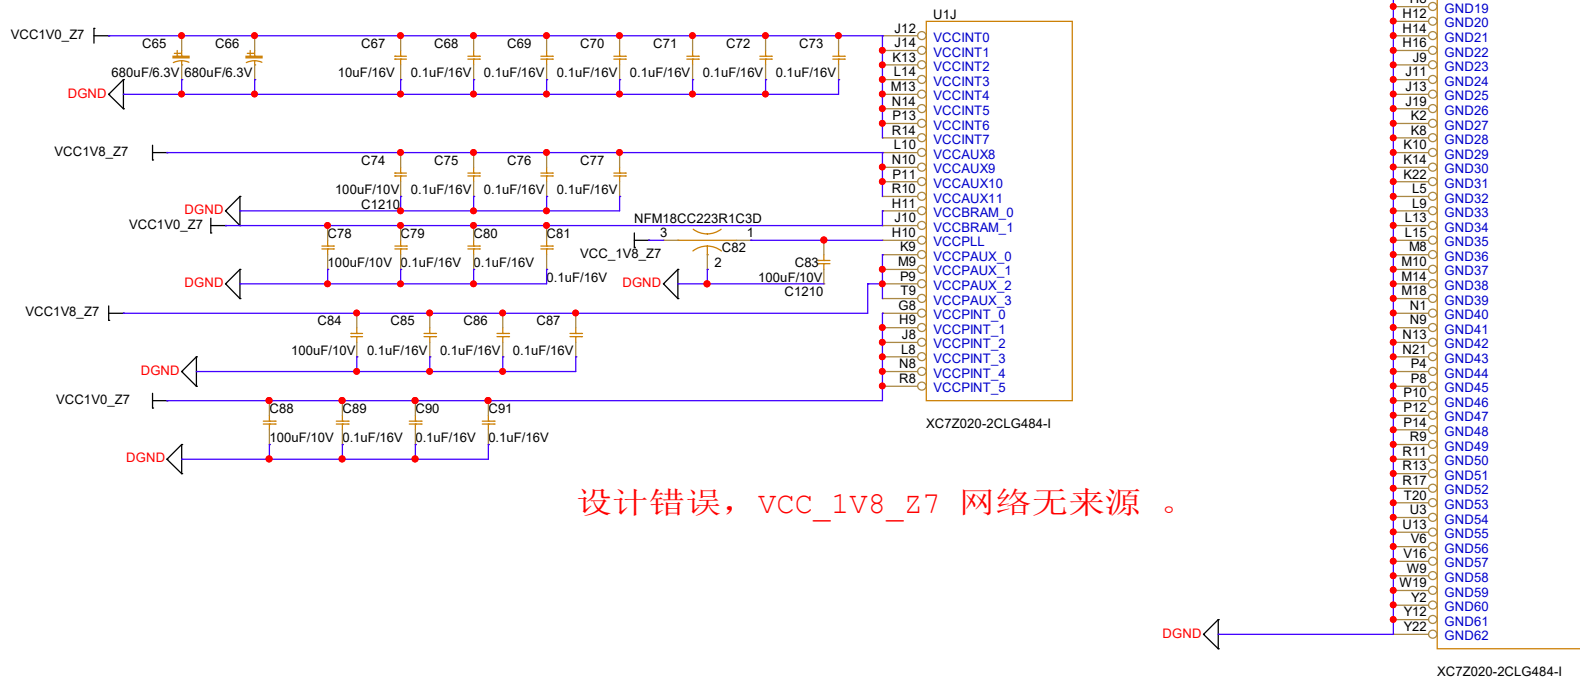 U1J
VCC1V0_Z7
C65 C66 C67 C68 C69 C70 C71 C72 C73
680uF/6.3V 680uF/6.3V 10uF/16V 0.1uF/16V 0.1uF/16V 0.1uF/16V 0.1uF/16V 0.1uF/16V 0.1uF/16V
DGND
J12 VCCINT0
J14 VCCINT1
K13 VCCINT2
L14 VCCINT3
M13 VCCINT4
N14 VCCINT5
P13 VCCINT6
R14 VCCINT7
L10 VCCAUX8
N10 VCCAUX9
P11 VCCAUX10
R10 VCCAUX11
H11 VCCBRAM_0
J10 VCCBRAM_1
H10 VCCPLL
K9 VCCPAUX_0
M9 VCCPAUX_1
P9 VCCPAUX_2
T9 VCCPAUX_3
G8 VCCPINT_0
H9 VCCPINT_1
J8 VCCPINT_2
L8 VCCPINT_3
N8 VCCPINT_4
R8 VCCPINT_5
XC7Z020-2CLG484-I
VCC1V8_Z7
C74 C75 C76 C77
100uF/10V 0.1uF/16V 0.1uF/16V 0.1uF/16V
C1210
DGND
VCC1V0_Z7
C78 C79 C80 C81
100uF/10V 0.1uF/16V 0.1uF/16V 0.1uF/16V
DGND
NFM18CC223R1C3D
3 1
VCC_1V8_Z7
C82
2
C83
100uF/10V
C1210
DGND
VCC1V8_Z7
C84 C85 C86 C87
100uF/10V 0.1uF/16V 0.1uF/16V 0.1uF/16V
DGND
VCC1V0_Z7
C88 C89 C90 C91
100uF/10V 0.1uF/16V 0.1uF/16V 0.1uF/16V
DGND
设计错误，VCC_1V8_Z7 网络无来源 。
GND19
H12 GND20
H14 GND21
H16 GND22
J9 GND23
J11 GND24
J13 GND25
J19 GND26
K2 GND27
K8 GND28
K10 GND29
K14 GND30
K22 GND31
L5 GND32
L9 GND33
L13 GND34
L15 GND35
M8 GND36
M10 GND37
M14 GND38
M18 GND39
N1 GND40
N9 GND41
N13 GND42
N21 GND43
P4 GND44
P8 GND45
P10 GND46
P12 GND47
P14 GND48
R9 GND49
R11 GND50
R13 GND51
R17 GND52
T20 GND53
U3 GND54
U13 GND55
V6 GND56
V16 GND57
W9 GND58
W19 GND59
Y2 GND60
Y12 GND61
Y22 GND62
DGND
XC7Z020-2CLG484-I